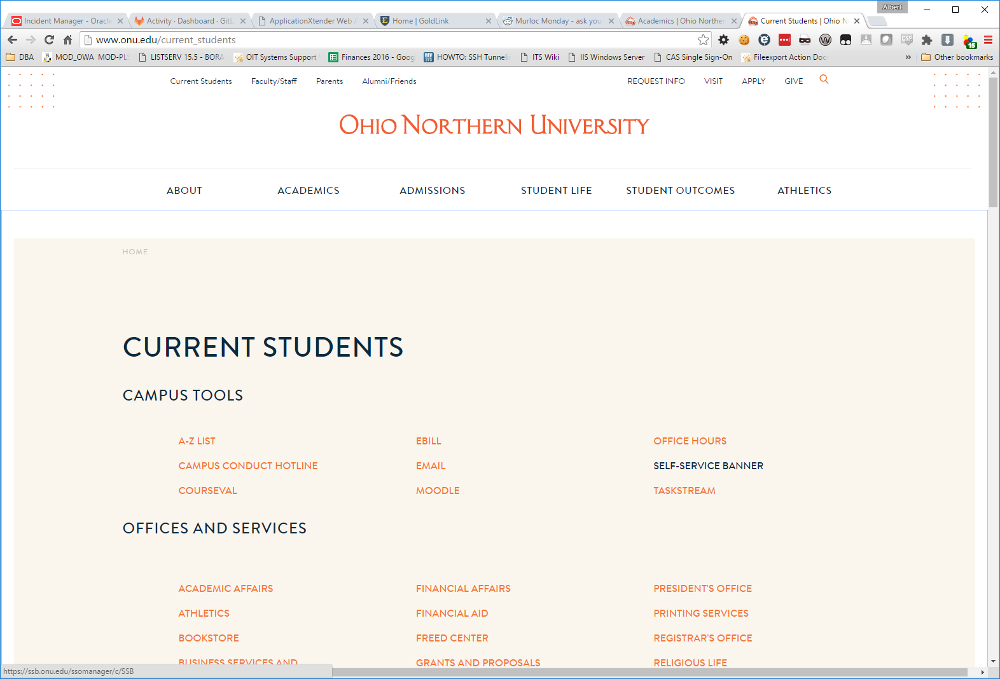 Albert
Incident Manager - Oracle
Activity · Dashboard · GitL
ApplicationXtender Web A
Home | GoldLink
Murloc Monday - ask you
Academics | Ohio Norther
Current Students | Ohio N
www.onu.edu/current_students
DBA
MOD_OWA MOD-PLS
LISTSERV 15.5 - BORA
OIT Systems Support
Finances 2016 - Goog
HOWTO: SSH Tunnelin
ITS Wiki
IIS Windows Server
CAS Single Sign-On
Fileexport Action Doc
»
Other bookmarks
15
Current Students
Faculty/Staff
Parents
Alumni/Friends
REQUEST INFO
VISIT
APPLY
GIVE
OHIO NORTHERN UNIVERSITY
ABOUT
ACADEMICS
ADMISSIONS
STUDENT LIFE
STUDENT OUTCOMES
ATHLETICS
HOME
CURRENT STUDENTS
CAMPUS TOOLS
A-Z LIST
EBILL
OFFICE HOURS
CAMPUS CONDUCT HOTLINE
EMAIL
SELF-SERVICE BANNER
COURSEVAL
MOODLE
TASKSTREAM
OFFICES AND SERVICES
ACADEMIC AFFAIRS
FINANCIAL AFFAIRS
PRESIDENT'S OFFICE
ATHLETICS
FINANCIAL AID
PRINTING SERVICES
BOOKSTORE
FREED CENTER
REGISTRAR'S OFFICE
BUSINESS SERVICES AND
GRANTS AND PROPOSALS
RELIGIOUS LIFE
https://ssb.onu.edu/ssomanager/c/SSB